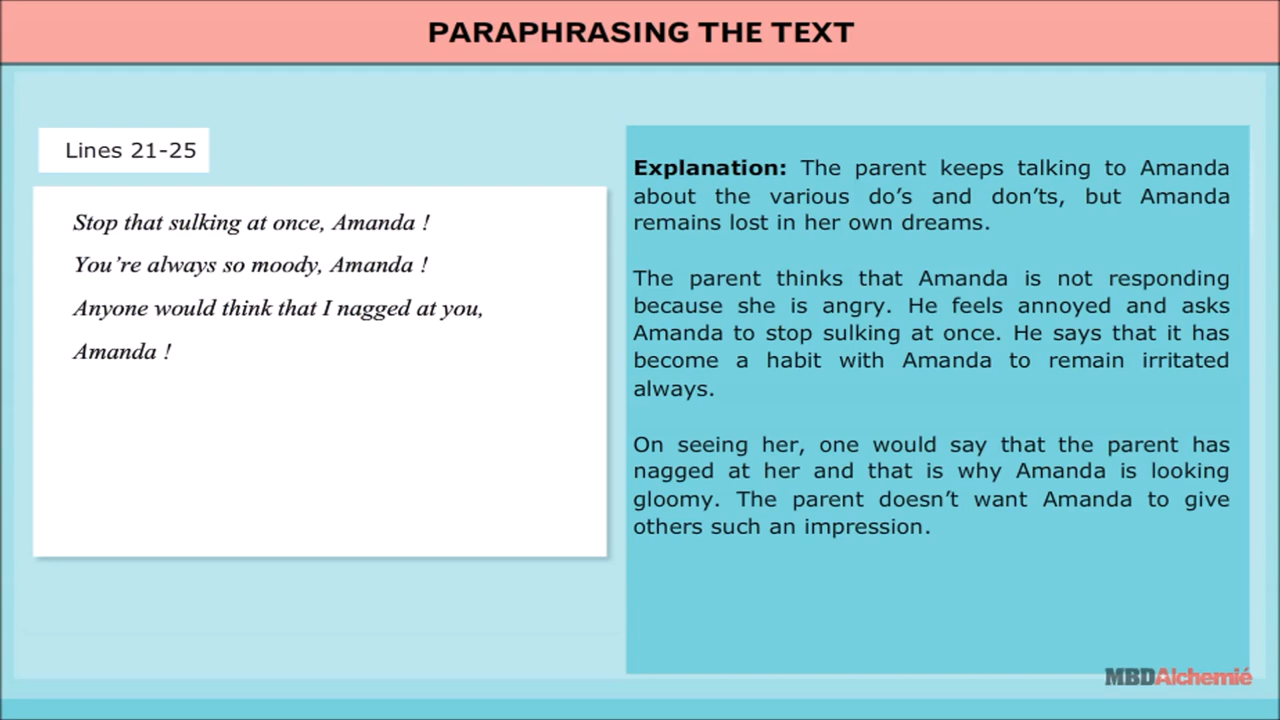 PARAPHRASING THE TEXT
Lines 21-25
Stop that sulking at once, Amanda !
You’re always so moody, Amanda !
Anyone would think that I nagged at you,
Amanda !
Explanation: The parent keeps talking to Amanda
about the various do’s and don’ts, but Amanda
remains lost in her own dreams.
The parent thinks that Amanda is not responding
because she is angry. He feels annoyed and asks
Amanda to stop sulking at once. He says that it has
become a habit with Amanda to remain irritated
always.
On seeing her, one would say that the parent has
nagged at her and that is why Amanda is looking
gloomy. The parent doesn’t want Amanda to give
others such an impression.
MBDAlchemié